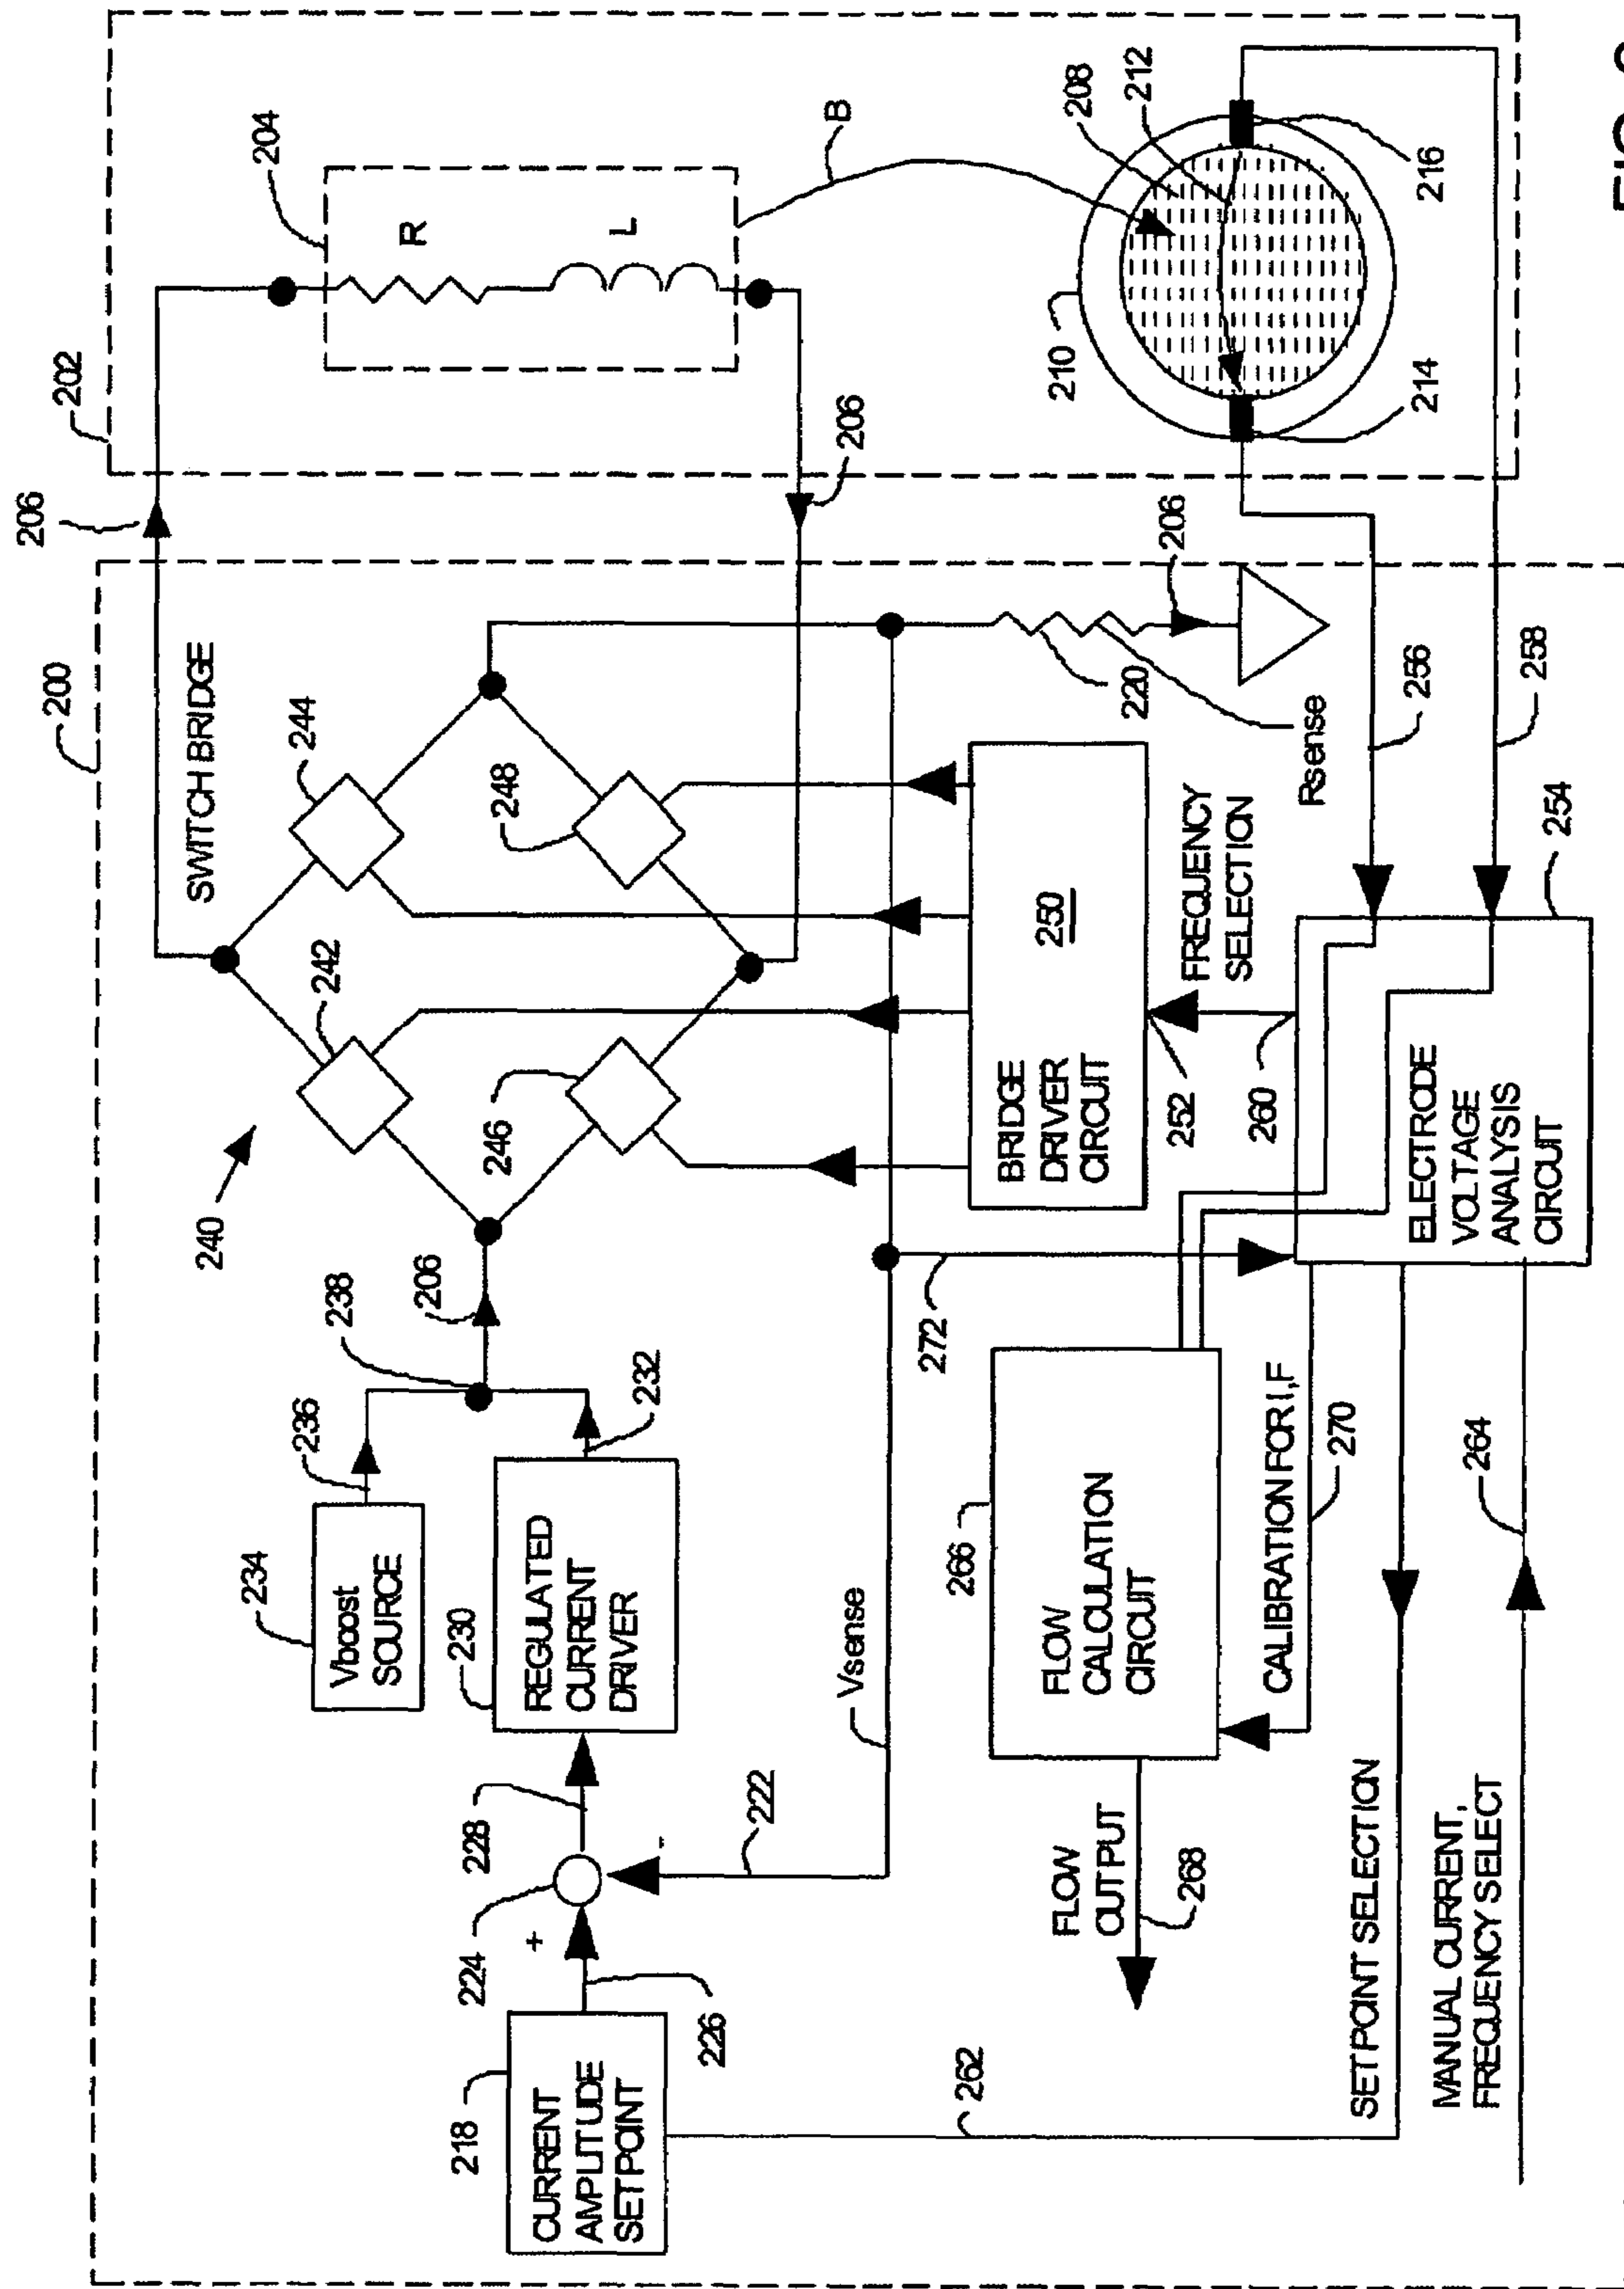 200
206
202
SWITCH BRIDGE
240
242
244
204
234
Vboost
SOURCE
236
238
206
R
218
CURRENT
AMPLITUDE
SETPOINT
224
+
-
226
228
230
REGULATED
CURRENT
DRIVER
232
246
248
L
206
B
262
222
Vsense
272
BRIDGE
DRIVER
CIRCUIT
250
220
Rsense
206
210
208
212
214
216
FLOW
OUTPUT
268
266
FLOW
CALCULATION
CIRCUIT
252
FREQUENCY
SELECTION
260
CALIBRATION FOR I,F
270
256
258
254
SETPOINT SELECTION
ELECTRODE
VOLTAGE
ANALYSIS
CIRCUIT
MANUAL CURRENT,
FREQUENCY SELECT
264